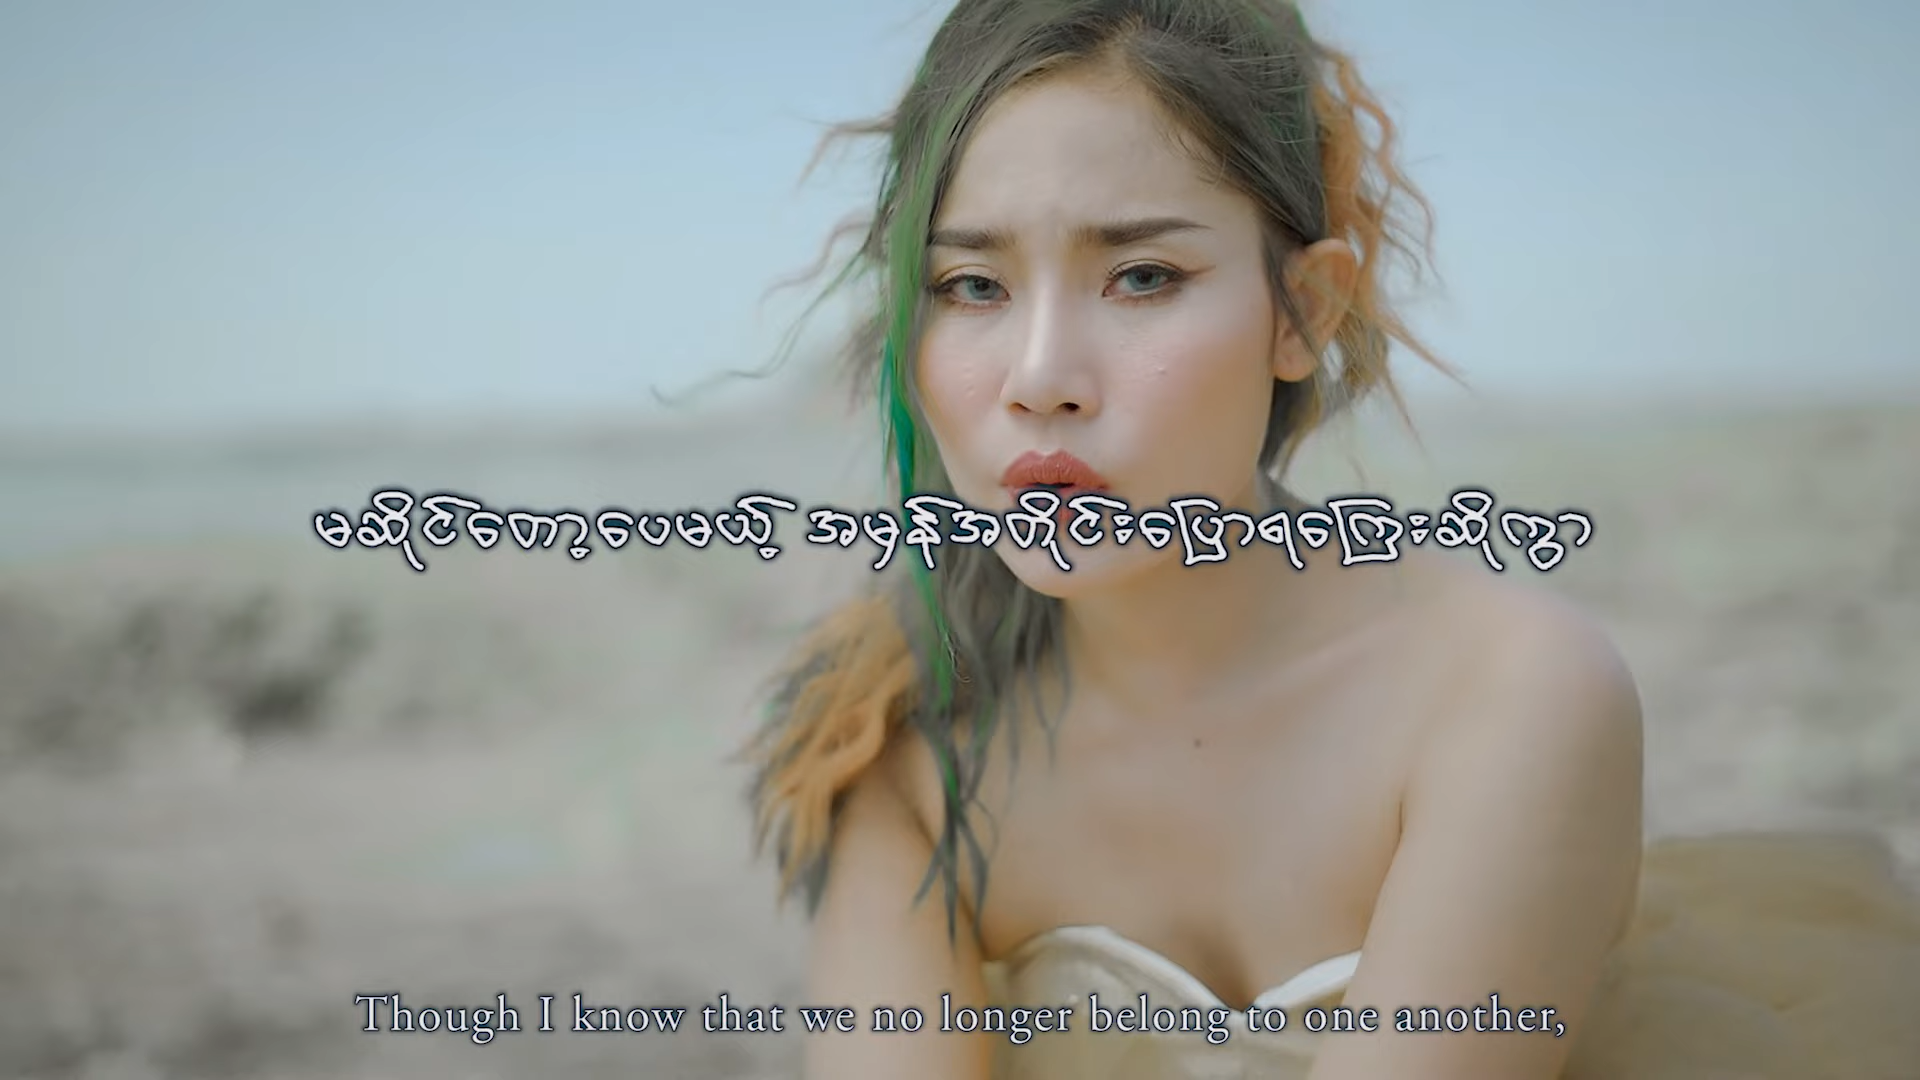 မဆိုင်တော့ပေမယ့် အမှန်အတိုင်းပြောရကြေးဆိုကွာ
Though I know that we no longer belong to one another,